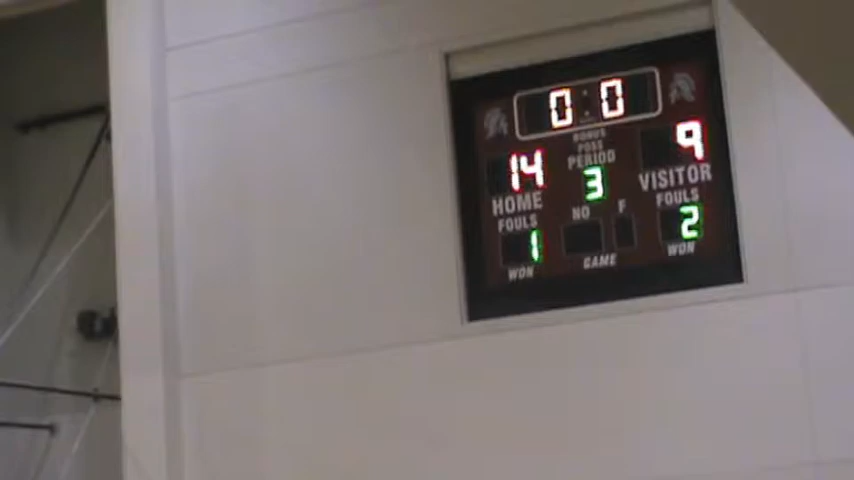 0:0
BONUS
POSS
PERIOD
14 3 9
HOME VISITOR
FOULS NO F FOULS
1 2
WON GAME WON